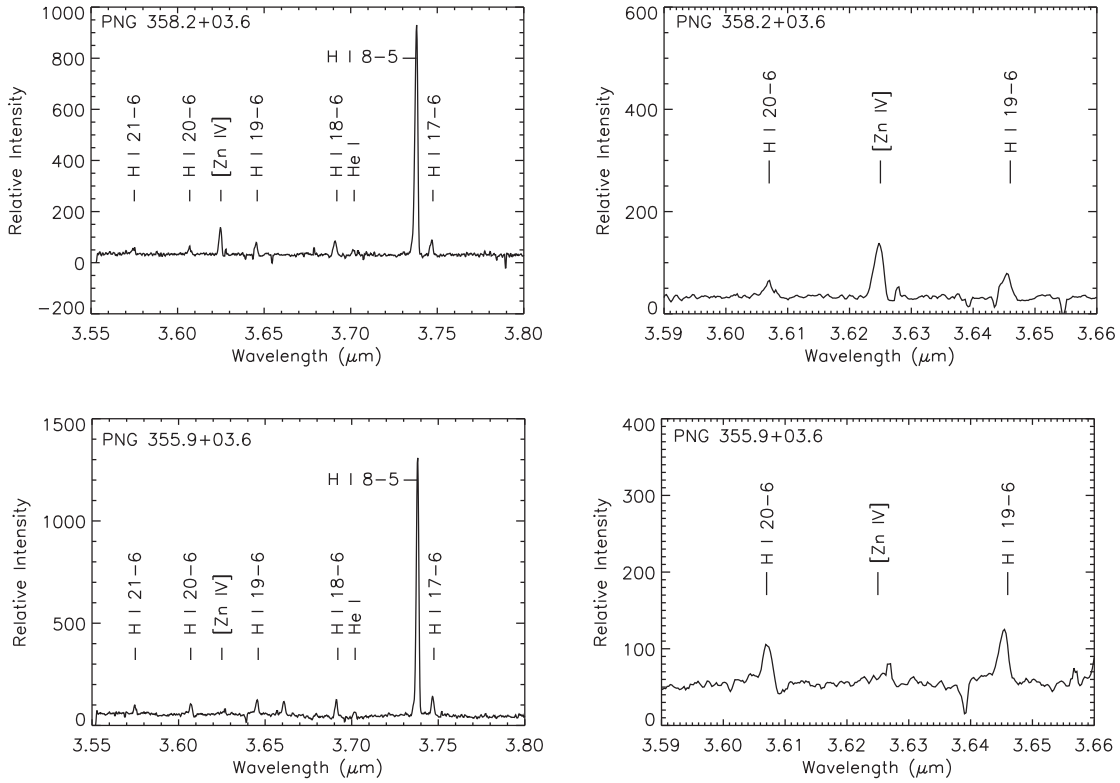 PNG 358.2+03.6
H I 8−5
H I 21−6
H I 20−6
[Zn IV]
H I 19−6
H I 18−6
He I
H I 17−6
Relative Intensity
1000
800
600
400
200
0
−200
3.55
3.60
3.65
3.70
3.75
3.80
Wavelength (μm)
PNG 358.2+03.6
H I 20−6
[Zn IV]
H I 19−6
Relative Intensity
600
400
200
0
3.59
3.60
3.61
3.62
3.63
3.64
3.65
3.66
Wavelength (μm)
PNG 355.9+03.6
H I 8−5
H I 21−6
H I 20−6
[Zn IV]
H I 19−6
H I 18−6
He I
H I 17−6
Relative Intensity
1500
1000
500
0
3.55
3.60
3.65
3.70
3.75
3.80
Wavelength (μm)
PNG 355.9+03.6
H I 20−6
[Zn IV]
H I 19−6
Relative Intensity
400
300
200
100
0
3.59
3.60
3.61
3.62
3.63
3.64
3.65
3.66
Wavelength (μm)